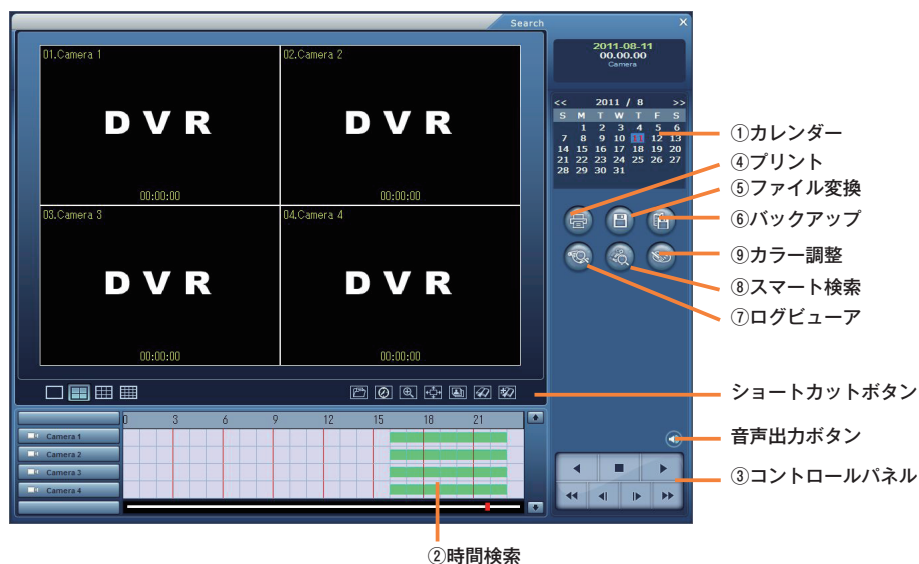 Search
01.Camera 1
DVR
00:00:00
02.Camera 2
DVR
00:00:00
03.Camera 3
DVR
00:00:00
04.Camera 4
DVR
00:00:00
2011-08-11
00.00.00
Camera
<< 2011 / 8 >>
S M T W T F S
1 2 3 4 5 6
7 8 9 10 11 12 13
14 15 16 17 18 19 20
21 22 23 24 25 26 27
28 29 30 31
①カレンダー
④プリント
⑤ファイル変換
⑥バックアップ
⑨カラー調整
⑧スマート検索
⑦ログビューア
ショートカットボタン
音声出力ボタン
③コントロールパネル
0 3 6 9 12 15 18 21
Camera 1
Camera 2
Camera 3
Camera 4
②時間検索